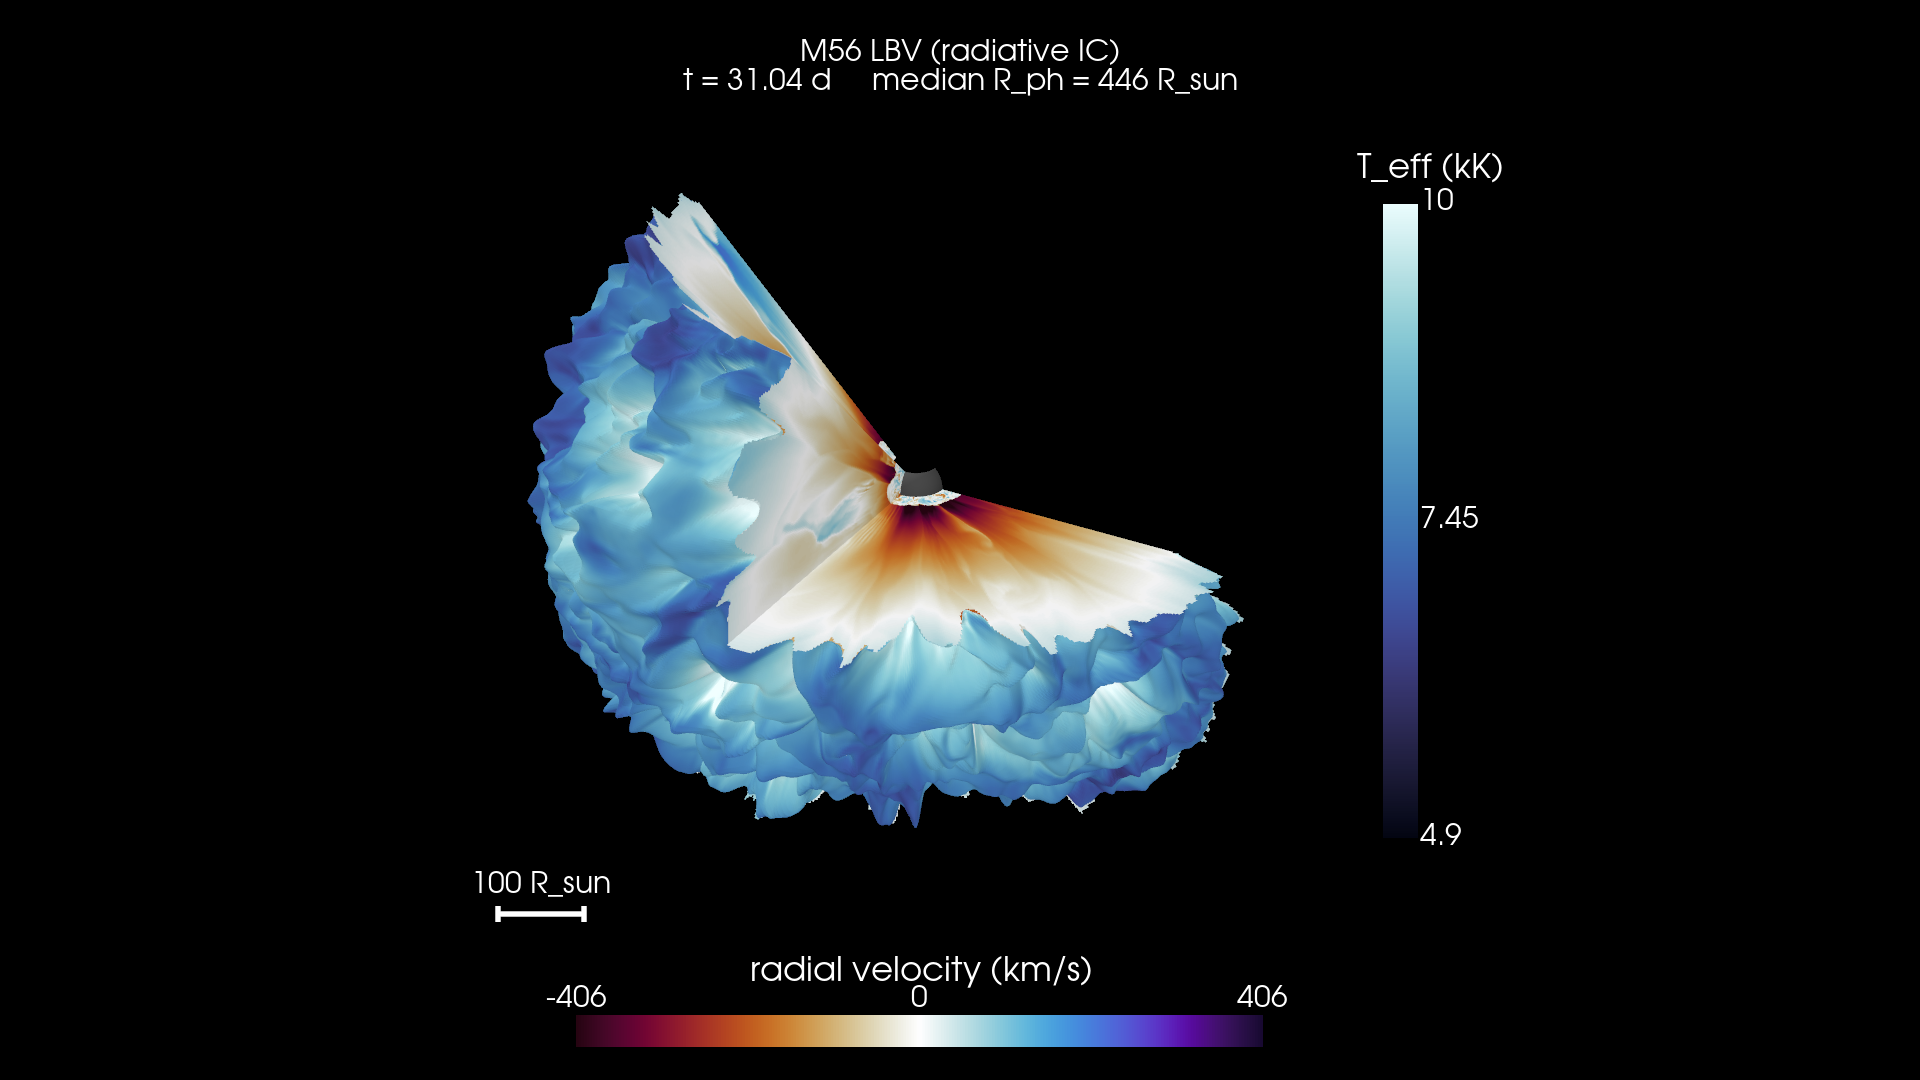 M56 LBV (radiative IC)
t = 31.04 d median R_ph = 446 R_sun
T_eff (kK)
10
7.45
4.9
100 R_sun
radial velocity (km/s)
-406 0 406